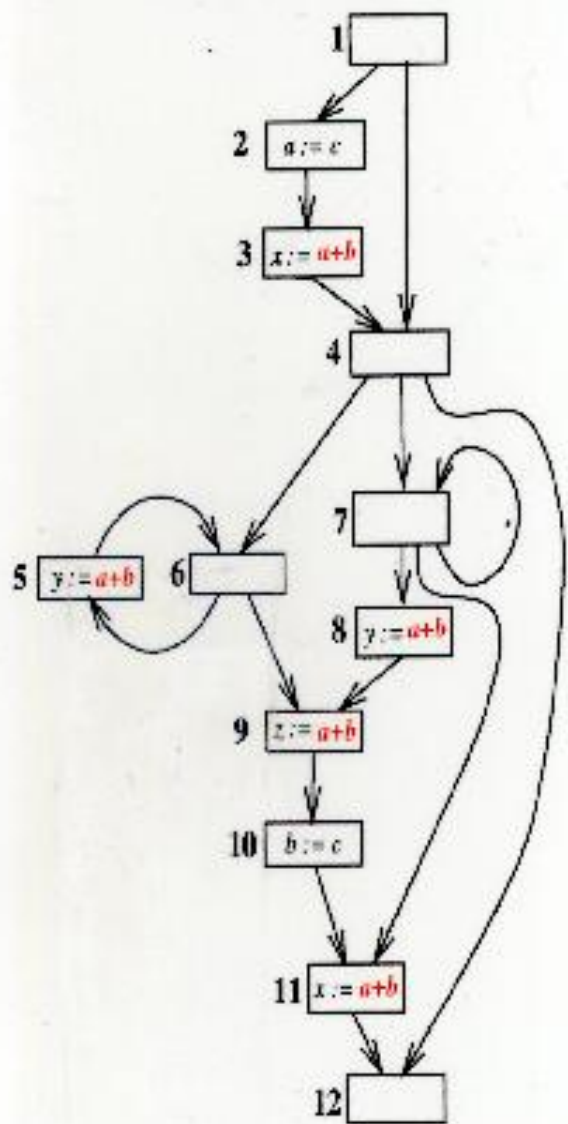 1
2 a := c
3 x := a+b
4
7
5 y := a+b 6
8 y := a+b
9 z := a+b
10 b := c
11 x := a+b
12